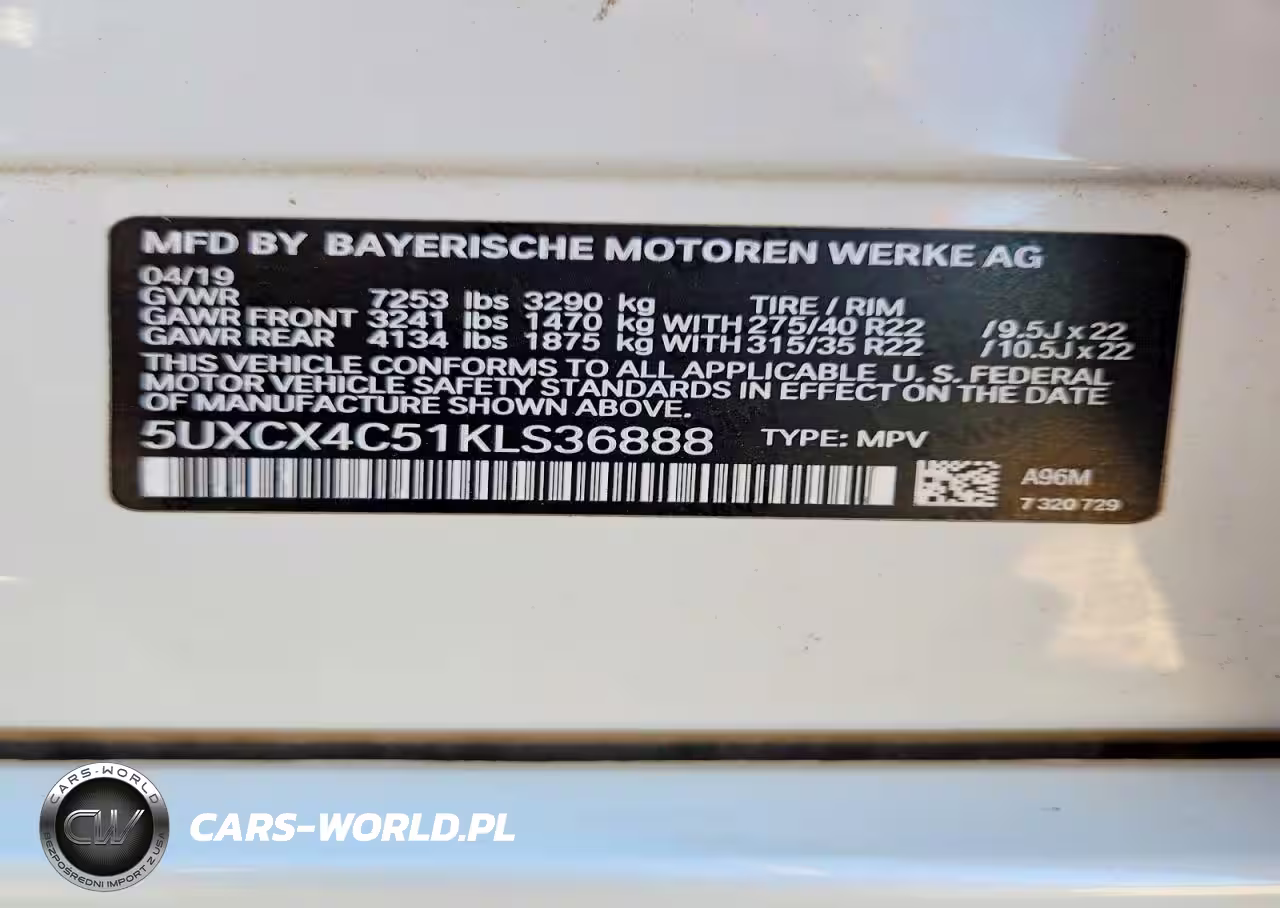 MFD BY BAYERISCHE MOTOREN WERKE AG
04/19
GVWR 7253 lbs 3290 kg TIRE / RIM
GAWR FRONT 3241 lbs 1470 kg WITH 275/40 R22 /9.5J x 22
GAWR REAR 4134 lbs 1875 kg WITH 315/35 R22 /10.5J x 22
THIS VEHICLE CONFORMS TO ALL APPLICABLE U. S. FEDERAL
MOTOR VEHICLE SAFETY STANDARDS IN EFFECT ON THE DATE
OF MANUFACTURE SHOWN ABOVE.
5UXCX4C51KLS36888 TYPE: MPV
A96M
7 320 729
CARS-WORLD
CW
BEZPOŚREDNI IMPORT Z USA
CARS-WORLD.PL